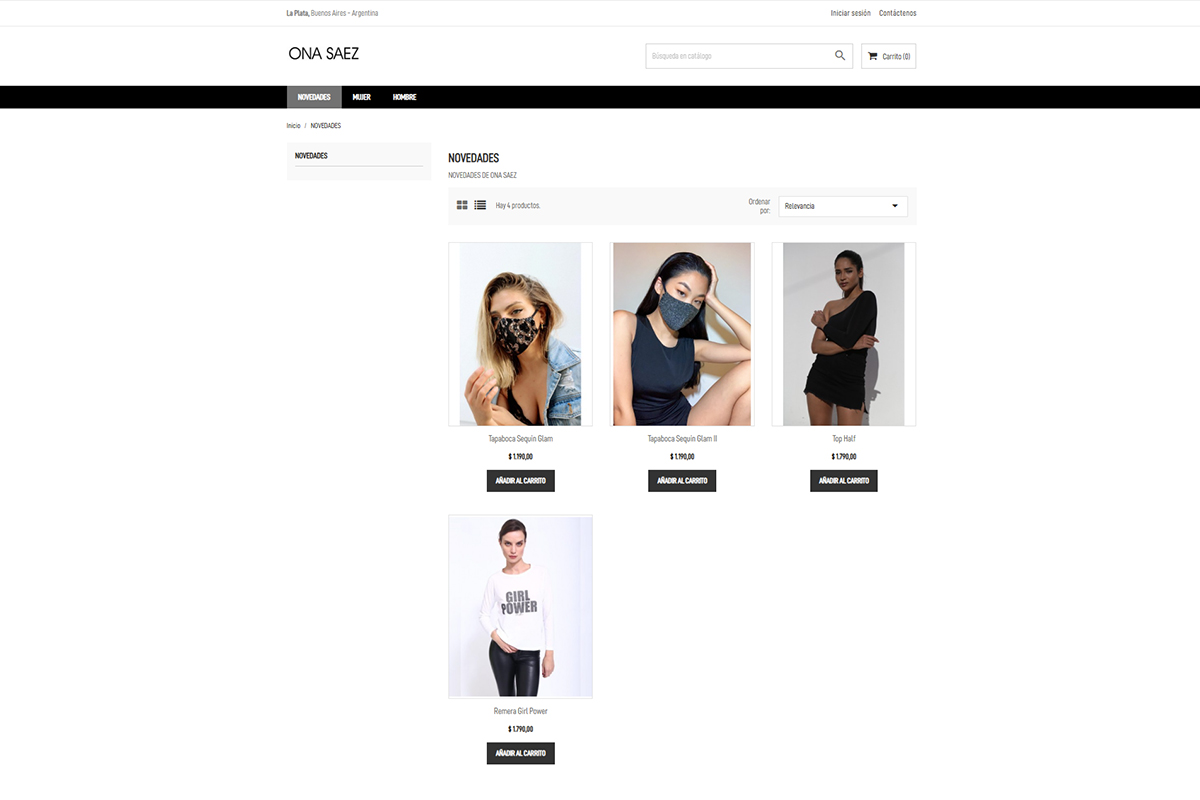 La Plata, Buenos Aires - Argentina
Iniciar sesión Contáctenos
ONA SAEZ
Búsqueda en catálogo
Carrito (0)
NOVEDADES MUJER HOMBRE
Inicio / NOVEDADES
NOVEDADES
NOVEDADES
NOVEDADES DE ONA SAEZ
Hay 4 productos.
Ordenar
por:
Relevancia
Tapaboca Sequin Glam
$ 1.190,00
AÑADIR AL CARRITO
Tapaboca Sequin Glam II
$ 1.190,00
AÑADIR AL CARRITO
Top Half
$ 1.790,00
AÑADIR AL CARRITO
GIRL
POWER
Remera Girl Power
$ 1.790,00
AÑADIR AL CARRITO